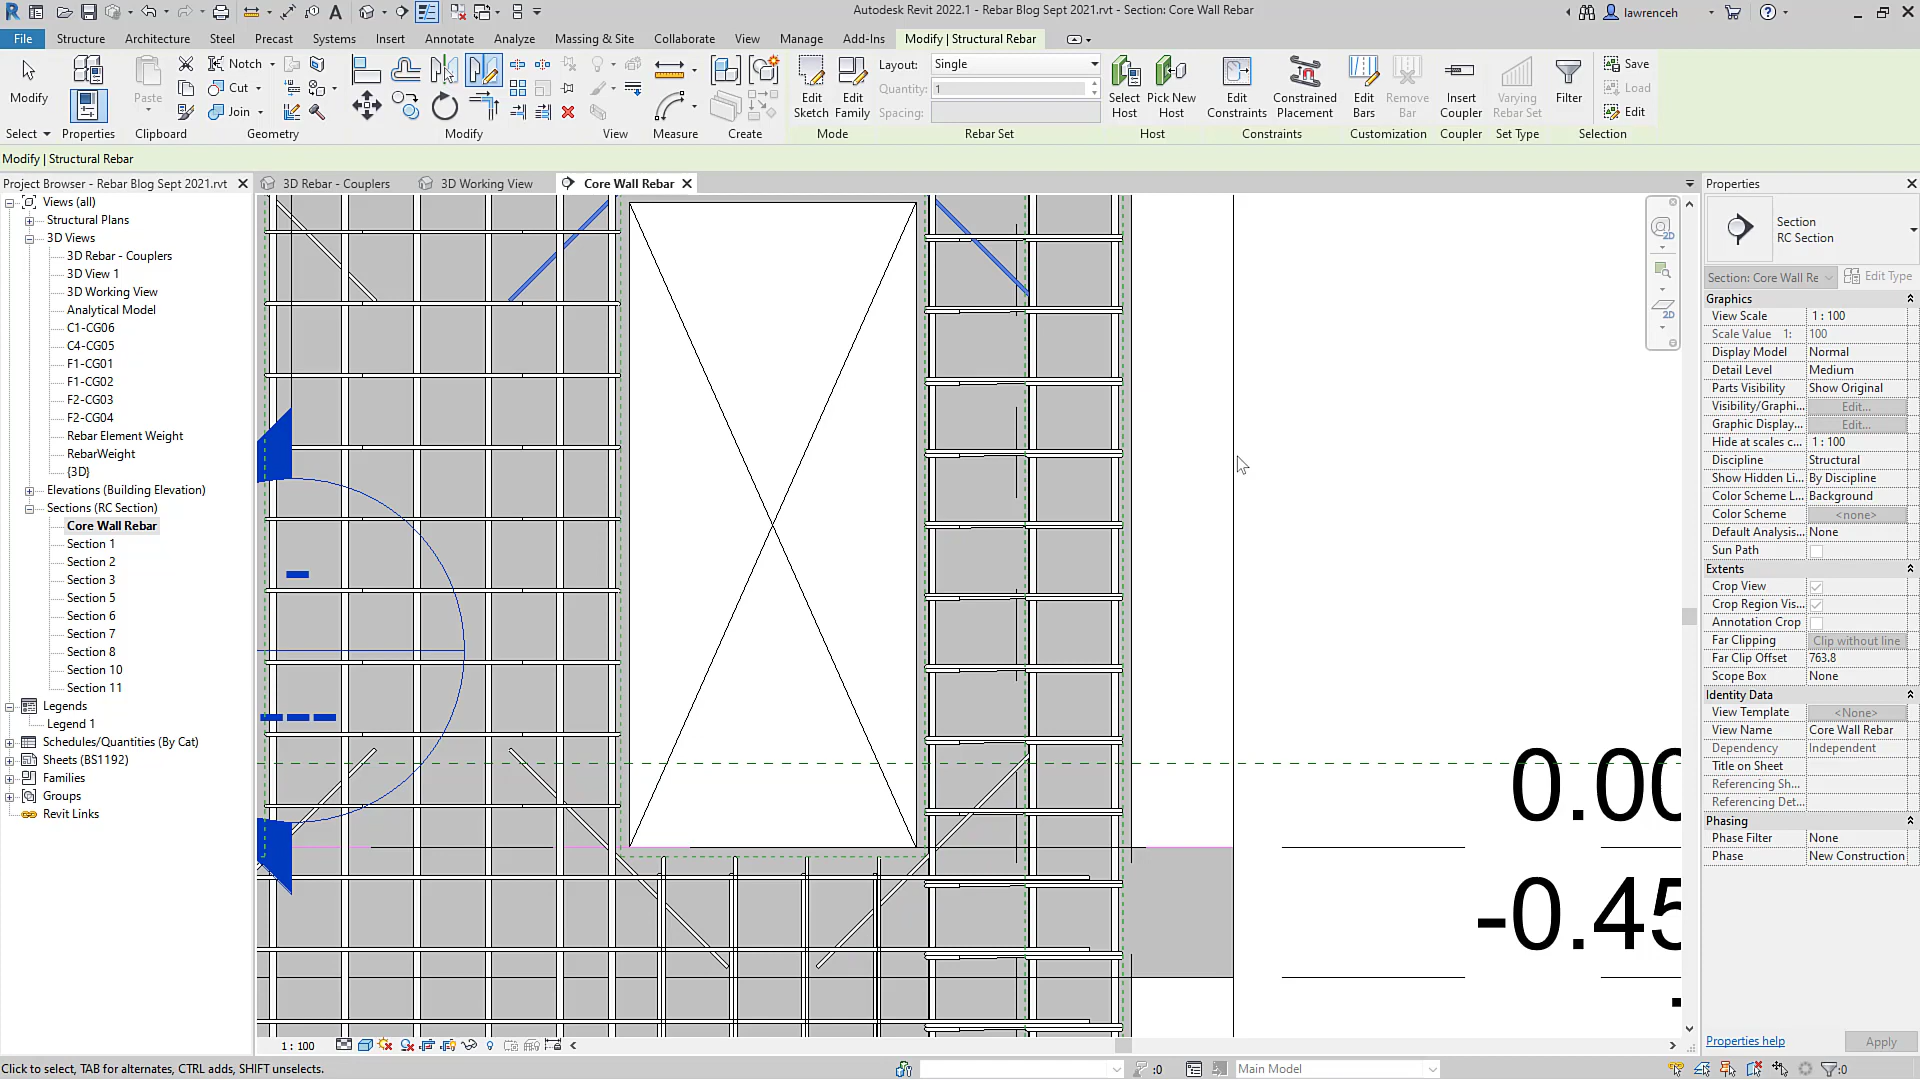 Autodesk Revit 2022.1 - Rebar Blog Sept 2021.rvt - Section: Core Wall Rebar
lawrenceh
File Structure Architecture Steel Precast Systems Insert Annotate Analyze Massing & Site Collaborate View Manage Add-Ins Modify | Structural Rebar
Modify
Select
Properties
Paste
Clipboard
Notch
Cut
Join
Geometry
Modify
View
Measure
Create
Edit Sketch
Edit Family
Mode
Layout: Single
Quantity: 1
Spacing:
Rebar Set
Select Host
Pick New Host
Host
Edit Constraints
Constrained Placement
Constraints
Edit Bars
Remove Bar
Customization
Insert Coupler
Coupler
Varying Rebar Set
Set Type
Filter
Save
Load
Edit
Selection
Modify | Structural Rebar
Project Browser - Rebar Blog Sept 2021.rvt
Views (all)
Structural Plans
3D Views
3D Rebar - Couplers
3D View 1
3D Working View
Analytical Model
C1-CG06
C4-CG05
F1-CG01
F1-CG02
F2-CG03
F2-CG04
Rebar Element Weight
RebarWeight
{3D}
Elevations (Building Elevation)
Sections (RC Section)
Core Wall Rebar
Section 1
Section 2
Section 3
Section 5
Section 6
Section 7
Section 8
Section 10
Section 11
Legends
Legend 1
Schedules/Quantities (By Cat)
Sheets (BS1192)
Families
Groups
Revit Links
3D Rebar - Couplers
3D Working View
Core Wall Rebar
2D
2D
0.00
-0.45
1 : 100
Properties
Section
RC Section
Section: Core Wall Re
Edit Type
Graphics
View Scale 1 : 100
Scale Value 1: 100
Display Model Normal
Detail Level Medium
Parts Visibility Show Original
Visibility/Graphi... Edit...
Graphic Display... Edit...
Hide at scales c... 1 : 100
Discipline Structural
Show Hidden Li... By Discipline
Color Scheme L... Background
Color Scheme <none>
Default Analysis... None
Sun Path
Extents
Crop View
Crop Region Vis...
Annotation Crop
Far Clipping Clip without line
Far Clip Offset 763.8
Scope Box None
Identity Data
View Template <None>
View Name Core Wall Rebar
Dependency Independent
Title on Sheet
Referencing Sh...
Referencing Det...
Phasing
Phase Filter None
Phase New Construction
Properties help
Apply
Click to select, TAB for alternates, CTRL adds, SHIFT unselects.
:0
Main Model
:0